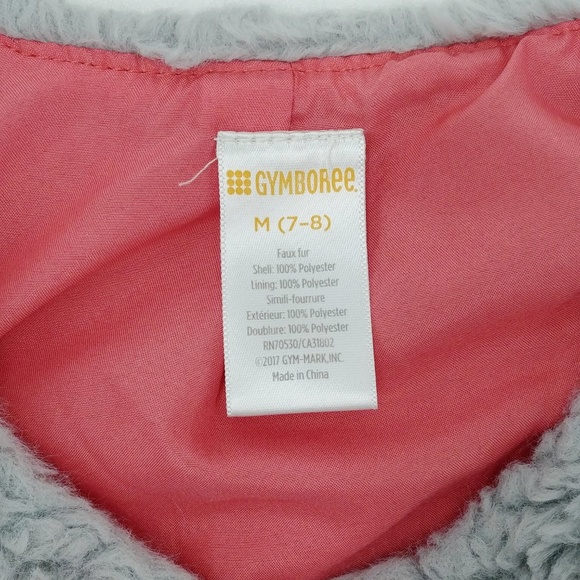 GYMBOREE
M (7-8)
Faux fur
Shell: 100% Polyester
Lining: 100% Polyester
Simili-fourrure
Extérieur: 100% Polyester
Doublure: 100% Polyester
RN70530/CA31802
©2017 GYM-MARK,INC.
Made in China